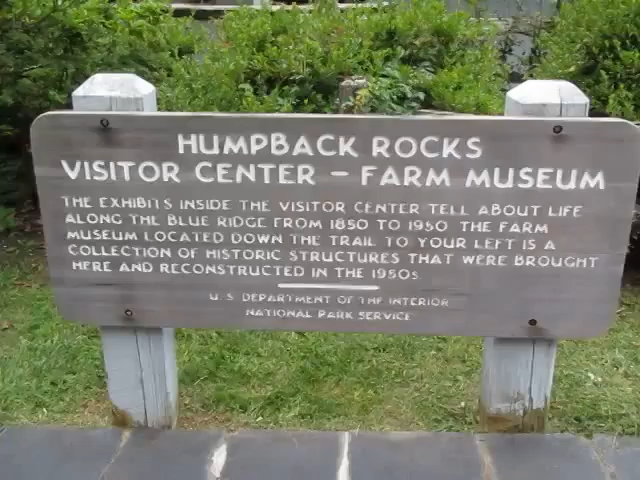 HUMPBACK ROCKS
VISITOR CENTER - FARM MUSEUM
THE EXHIBITS INSIDE THE VISITOR CENTER TELL ABOUT LIFE
ALONG THE BLUE RIDGE FROM 1850 TO 1950 THE FARM
MUSEUM LOCATED DOWN THE TRAIL TO YOUR LEFT IS A
COLLECTION OF HISTORIC STRUCTURES THAT WERE BROUGHT
HERE AND RECONSTRUCTED IN THE 1950S
U.S. DEPARTMENT OF THE INTERIOR
NATIONAL PARK SERVICE